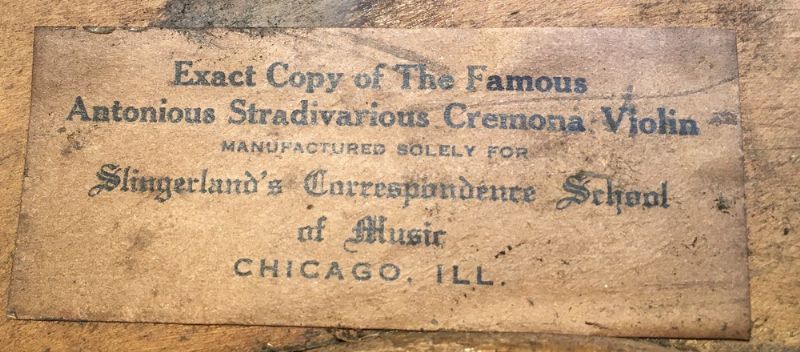 Exact Copy of The Famous
Antonious Stradivarious Cremona Violin
MANUFACTURED SOLELY FOR
Slingerland's Correspondence School
of Music
CHICAGO, ILL.